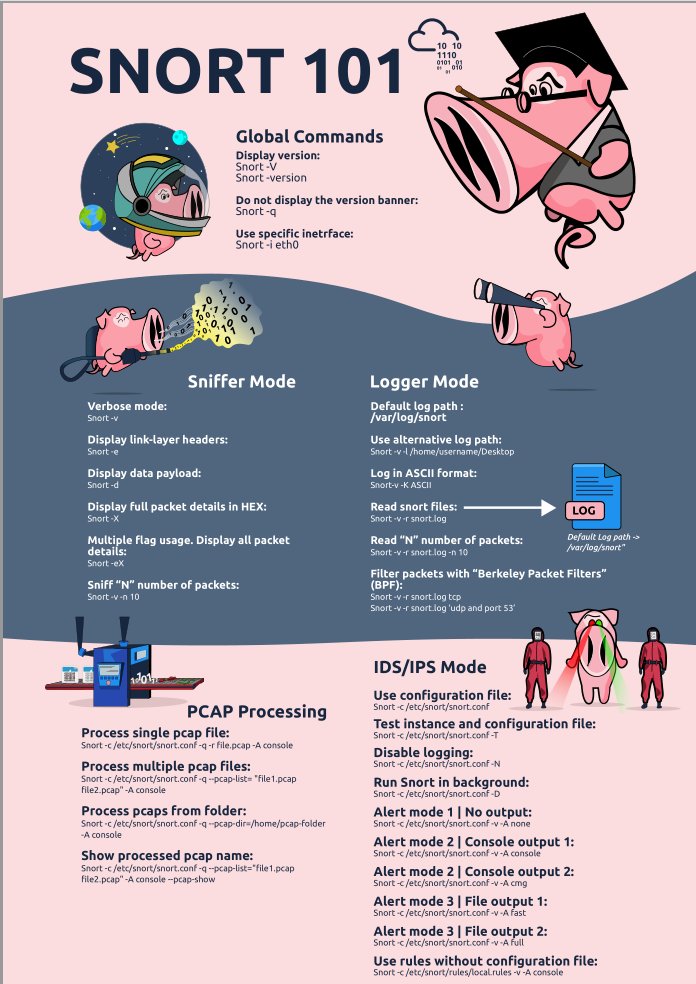 SNORT 101
10 10
1110
0101 01
01 010
01
Global Commands
Display version:
Snort -V
Snort -version
Do not display the version banner:
Snort -q
Use specific inetrface:
Snort -i eth0
Sniffer Mode
Verbose mode:
Snort -v
Display link-layer headers:
Snort -e
Display data payload:
Snort -d
Display full packet details in HEX:
Snort -X
Multiple flag usage. Display all packet
details:
Snort -eX
Sniff “N” number of packets:
Snort -v -n 10
Logger Mode
Default log path :
/var/log/snort
Use alternative log path:
Snort -v -l /home/username/Desktop
Log in ASCII format:
Snort-v -K ASCII
Read snort files:
Snort -v -r snort.log
LOG
Default Log path ->
/var/log/snort"
Read “N” number of packets:
Snort -v -r snort.log -n 10
Filter packets with “Berkeley Packet Filters”
(BPF):
Snort -v -r snort.log tcp
Snort -v -r snort.log 'udp and port 53'
PCAP Processing
Process single pcap file:
Snort -c /etc/snort/snort.conf -q -r file.pcap -A console
Process multiple pcap files:
Snort -c /etc/snort/snort.conf -q --pcap-list= "file1.pcap
file2.pcap" -A console
Process pcaps from folder:
Snort -c /etc/snort/snort.conf -q --pcap-dir=/home/pcap-folder
-A console
Show processed pcap name:
Snort -c /etc/snort/snort.conf -q --pcap-list="file1.pcap
file2.pcap" -A console --pcap-show
IDS/IPS Mode
Use configuration file:
Snort -c /etc/snort/snort.conf
Test instance and configuration file:
Snort -c /etc/snort/snort.conf -T
Disable logging:
Snort -c /etc/snort/snort.conf -N
Run Snort in background:
Snort -c /etc/snort/snort.conf -D
Alert mode 1 | No output:
Snort -c /etc/snort/snort.conf -v -A none
Alert mode 2 | Console output 1:
Snort -c /etc/snort/snort.conf -v -A console
Alert mode 2 | Console output 2:
Snort -c /etc/snort/snort.conf -v -A cmg
Alert mode 3 | File output 1:
Snort -c /etc/snort/snort.conf -v -A fast
Alert mode 3 | File output 2:
Snort -c /etc/snort/snort.conf -v -A full
Use rules without configuration file:
Snort -c /etc/snort/rules/local.rules -v -A console